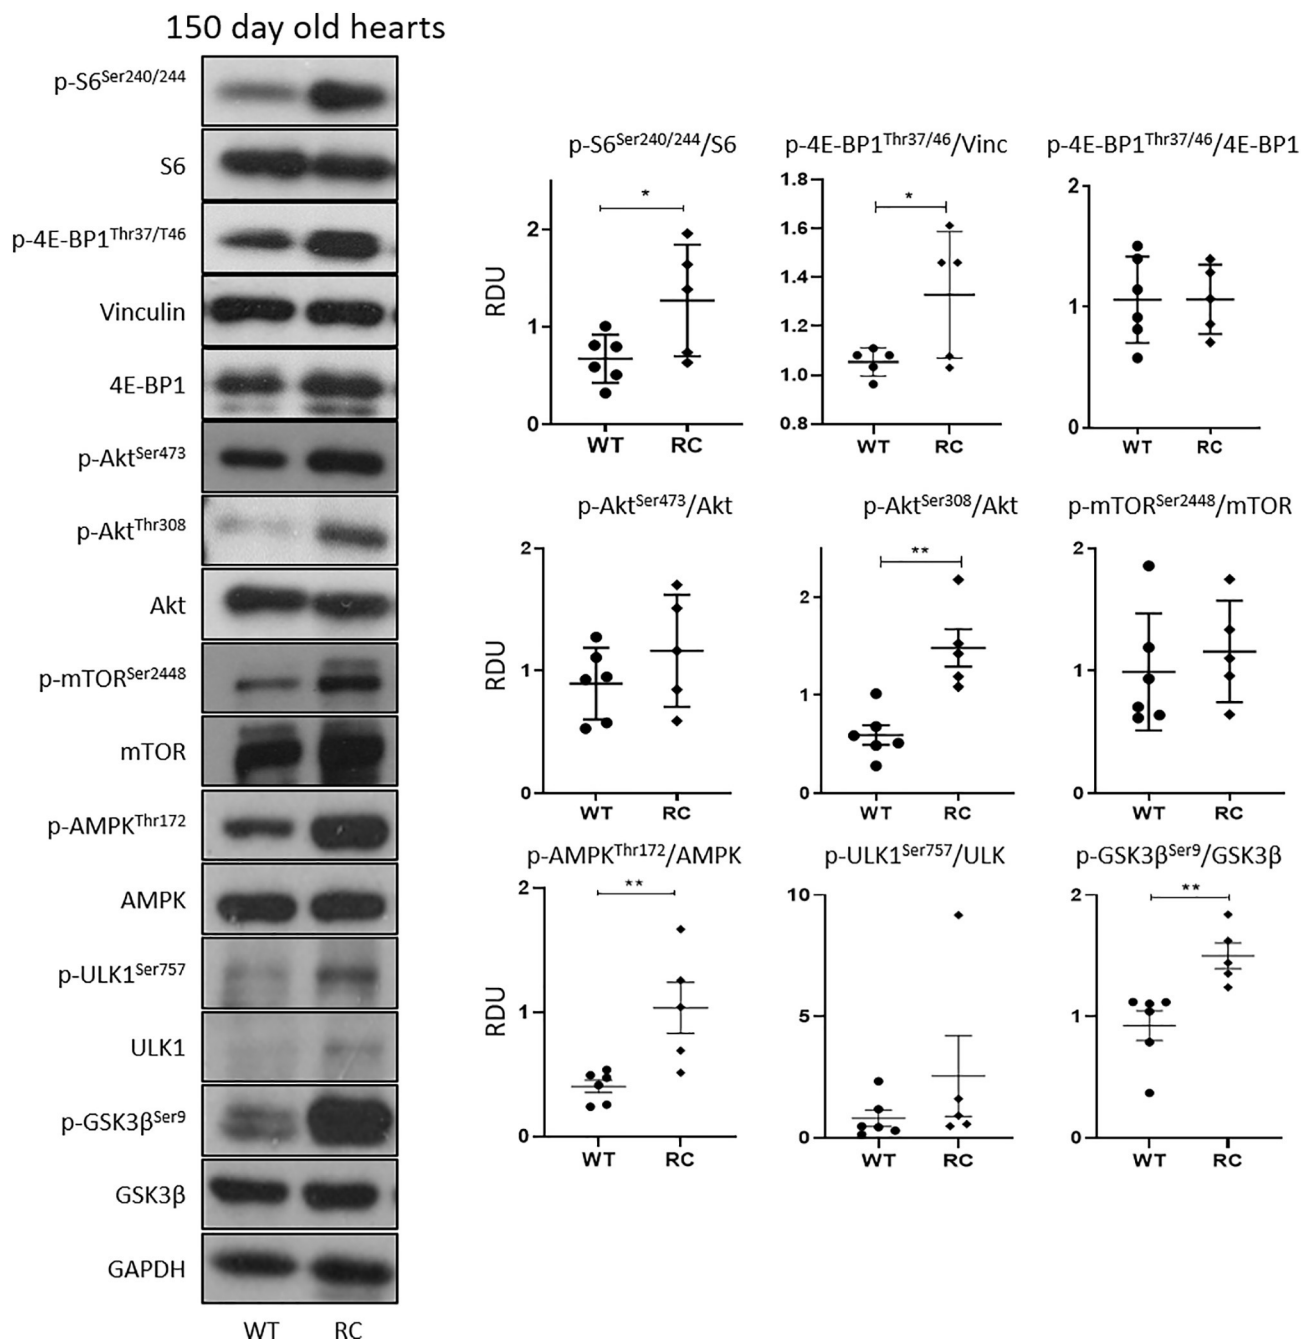 150 day old hearts
p-S6Ser240/244
S6
p-4E-BP1Thr37/T46
Vinculin
4E-BP1
p-AktSer473
p-AktThr308
Akt
p-mTORSer2448
mTOR
p-AMPKThr172
AMPK
p-ULK1Ser757
ULK1
p-GSK3βSer9
GSK3β
GAPDH
WT RC
p-S6Ser240/244/S6
RDU
2
1
0
*
WT RC
p-4E-BP1Thr37/46/Vinc
1.8
1.6
1.4
1.2
1.0
0.8
*
WT RC
p-4E-BP1Thr37/46/4E-BP1
2
1
0
WT RC
p-AktSer473/Akt
RDU
2
1
0
WT RC
p-AktSer308/Akt
2
1
0
**
WT RC
p-mTORSer2448/mTOR
2
1
0
WT RC
p-AMPKThr172/AMPK
RDU
2
1
0
**
WT RC
p-ULK1Ser757/ULK
10
5
0
WT RC
p-GSK3βSer9/GSK3β
2
1
0
**
WT RC